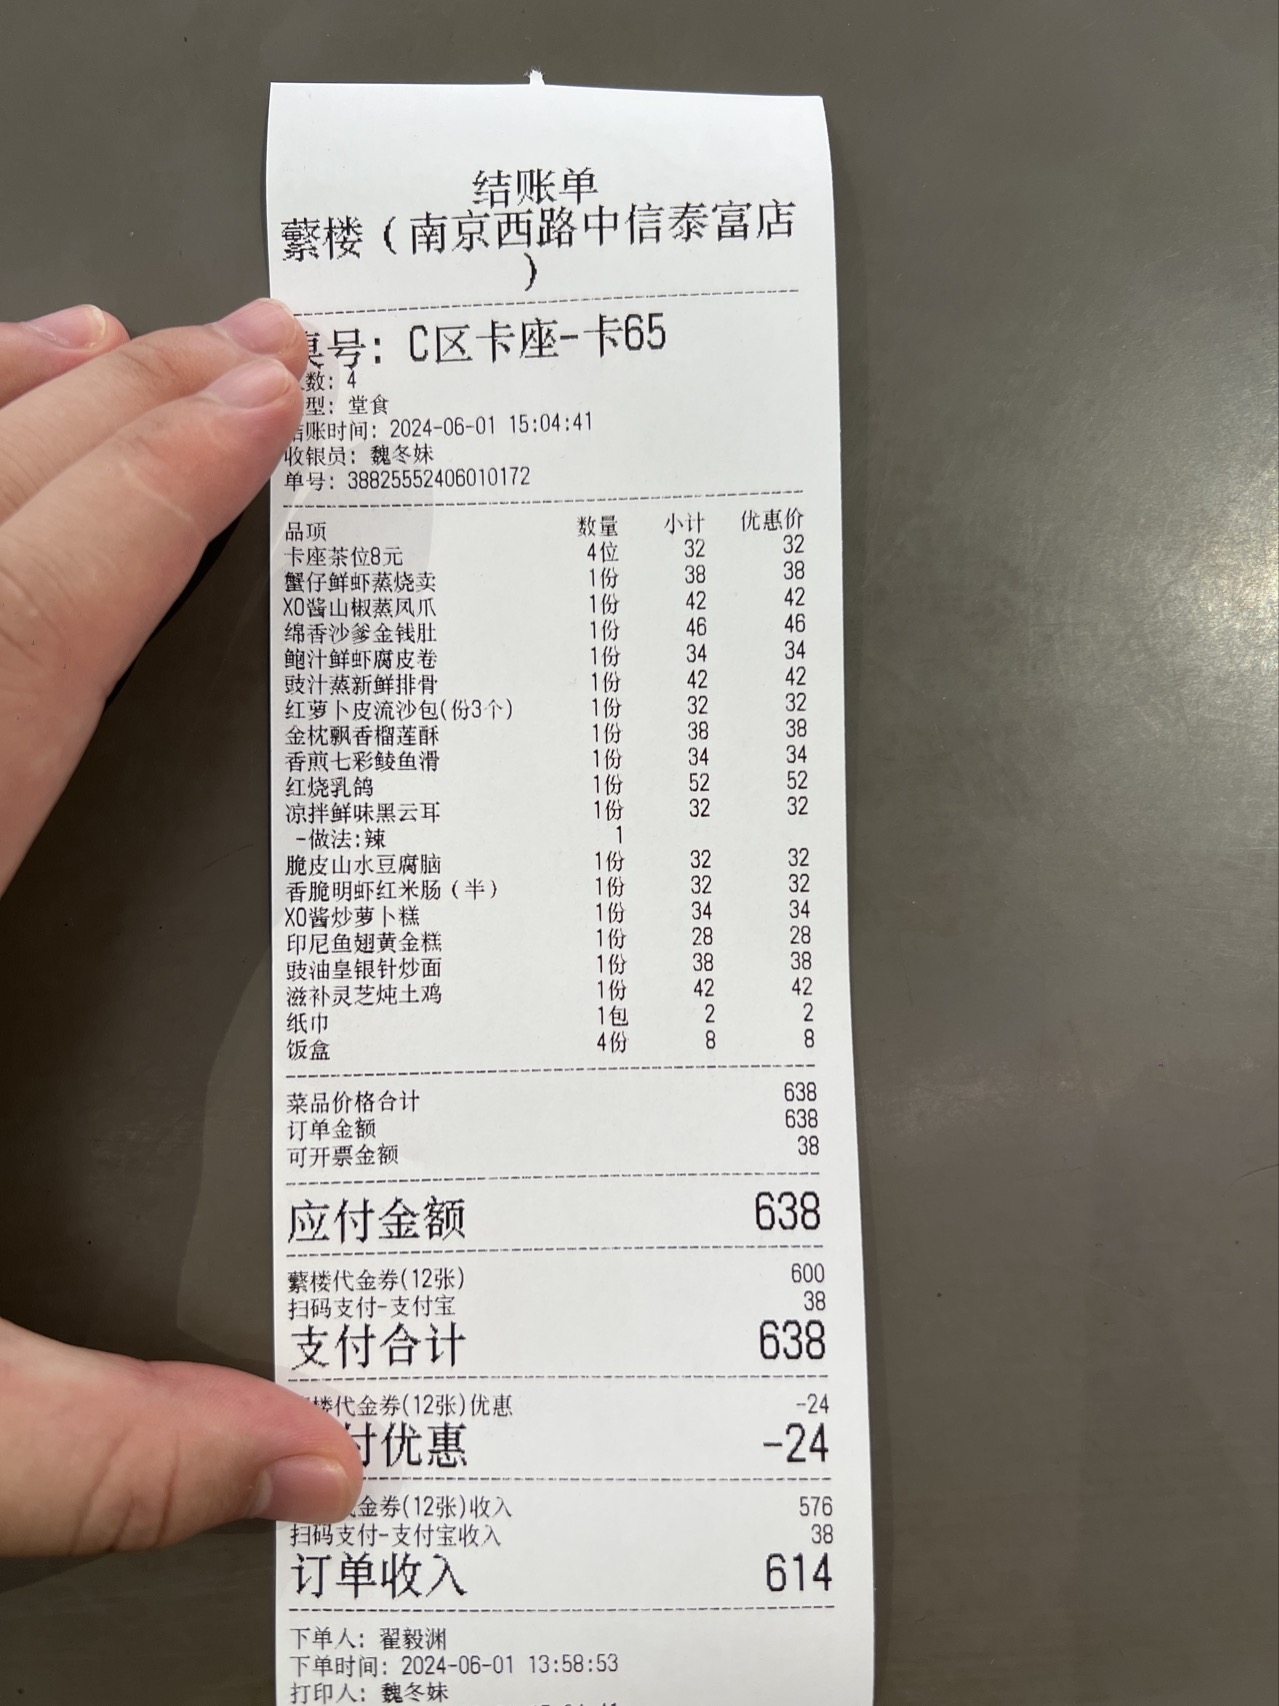 结账单
蘩楼（南京西路中信泰富店
）
桌号：C区卡座-卡65
数：4
型：堂食
结账时间：2024-06-01 15:04:41
收银员：魏冬妹
单号：38825552406010172
品项 数量 小计 优惠价
卡座茶位8元 4位 32 32
蟹仔鲜虾蒸烧卖 1份 38 38
XO酱山椒蒸凤爪 1份 42 42
绵香沙爹金钱肚 1份 46 46
鲍汁鲜虾腐皮卷 1份 34 34
豉汁蒸新鲜排骨 1份 42 42
红萝卜皮流沙包(份3个) 1份 32 32
金枕飘香榴莲酥 1份 38 38
香煎七彩鲮鱼滑 1份 34 34
红烧乳鸽 1份 52 52
凉拌鲜味黑云耳 1份 32 32
-做法:辣 1
脆皮山水豆腐脑 1份 32 32
香脆明虾红米肠（半） 1份 32 32
XO酱炒萝卜糕 1份 34 34
印尼鱼翅黄金糕 1份 28 28
豉油皇银针炒面 1份 38 38
滋补灵芝炖土鸡 1份 42 42
纸巾 1包 2 2
饭盒 4份 8 8
菜品价格合计 638
订单金额 638
可开票金额 38
应付金额 638
蘩楼代金券(12张) 600
扫码支付-支付宝 38
支付合计 638
楼代金券(12张)优惠 -24
付优惠 -24
金券(12张)收入 576
扫码支付-支付宝收入 38
订单收入 614
下单人：翟毅渊
下单时间：2024-06-01 13:58:53
打印人：魏冬妹